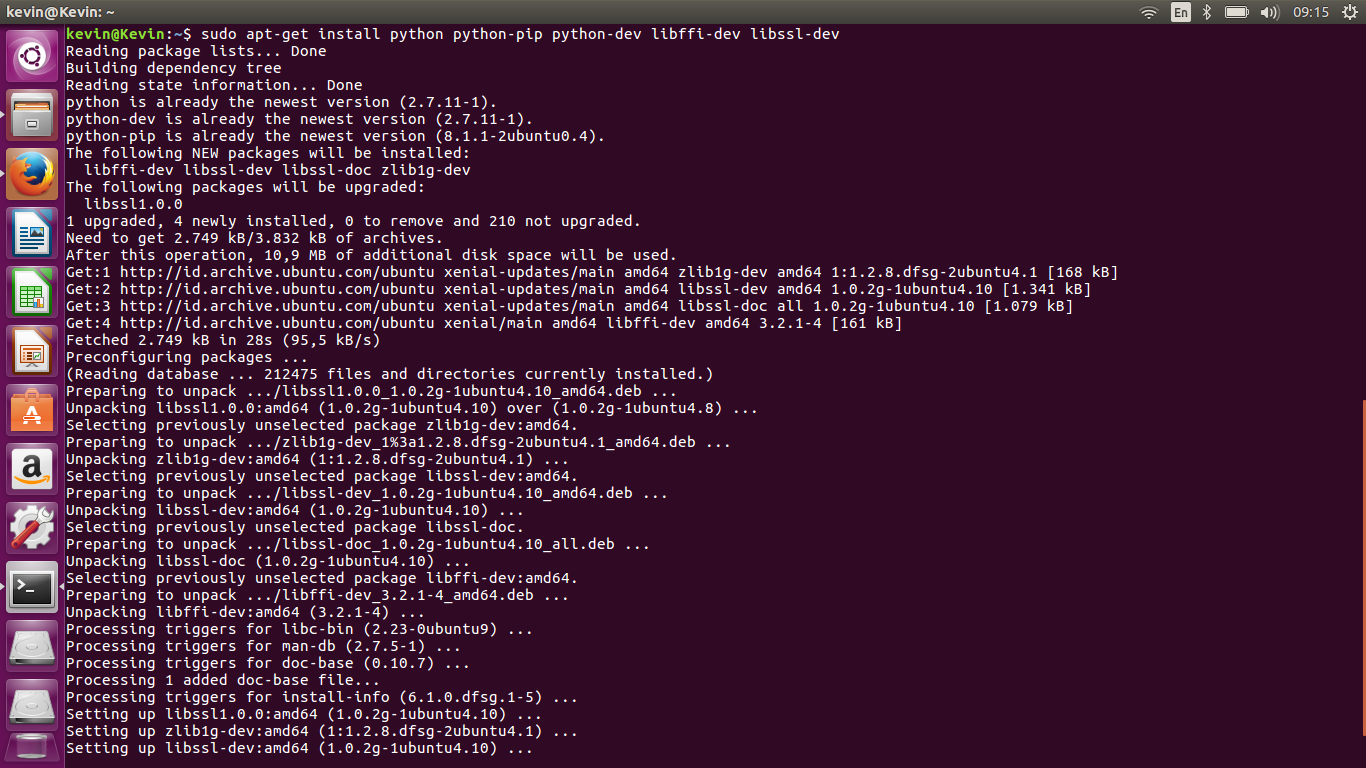 kevin@Kevin: ~
En
09:15
kevin@Kevin:~$ sudo apt-get install python python-pip python-dev libffi-dev libssl-dev
Reading package lists... Done
Building dependency tree
Reading state information... Done
python is already the newest version (2.7.11-1).
python-dev is already the newest version (2.7.11-1).
python-pip is already the newest version (8.1.1-2ubuntu0.4).
The following NEW packages will be installed:
  libffi-dev libssl-dev libssl-doc zlib1g-dev
The following packages will be upgraded:
  libssl1.0.0
1 upgraded, 4 newly installed, 0 to remove and 210 not upgraded.
Need to get 2.749 kB/3.832 kB of archives.
After this operation, 10,9 MB of additional disk space will be used.
Get:1 http://id.archive.ubuntu.com/ubuntu xenial-updates/main amd64 zlib1g-dev amd64 1:1.2.8.dfsg-2ubuntu4.1 [168 kB]
Get:2 http://id.archive.ubuntu.com/ubuntu xenial-updates/main amd64 libssl-dev amd64 1.0.2g-1ubuntu4.10 [1.341 kB]
Get:3 http://id.archive.ubuntu.com/ubuntu xenial-updates/main amd64 libssl-doc all 1.0.2g-1ubuntu4.10 [1.079 kB]
Get:4 http://id.archive.ubuntu.com/ubuntu xenial/main amd64 libffi-dev amd64 3.2.1-4 [161 kB]
Fetched 2.749 kB in 28s (95,5 kB/s)
Preconfiguring packages ...
(Reading database ... 212475 files and directories currently installed.)
Preparing to unpack .../libssl1.0.0_1.0.2g-1ubuntu4.10_amd64.deb ...
Unpacking libssl1.0.0:amd64 (1.0.2g-1ubuntu4.10) over (1.0.2g-1ubuntu4.8) ...
Selecting previously unselected package zlib1g-dev:amd64.
Preparing to unpack .../zlib1g-dev_1%3a1.2.8.dfsg-2ubuntu4.1_amd64.deb ...
Unpacking zlib1g-dev:amd64 (1:1.2.8.dfsg-2ubuntu4.1) ...
Selecting previously unselected package libssl-dev:amd64.
Preparing to unpack .../libssl-dev_1.0.2g-1ubuntu4.10_amd64.deb ...
Unpacking libssl-dev:amd64 (1.0.2g-1ubuntu4.10) ...
Selecting previously unselected package libssl-doc.
Preparing to unpack .../libssl-doc_1.0.2g-1ubuntu4.10_all.deb ...
Unpacking libssl-doc (1.0.2g-1ubuntu4.10) ...
Selecting previously unselected package libffi-dev:amd64.
Preparing to unpack .../libffi-dev_3.2.1-4_amd64.deb ...
Unpacking libffi-dev:amd64 (3.2.1-4) ...
Processing triggers for libc-bin (2.23-0ubuntu9) ...
Processing triggers for man-db (2.7.5-1) ...
Processing triggers for doc-base (0.10.7) ...
Processing 1 added doc-base file...
Processing triggers for install-info (6.1.0.dfsg.1-5) ...
Setting up libssl1.0.0:amd64 (1.0.2g-1ubuntu4.10) ...
Setting up zlib1g-dev:amd64 (1:1.2.8.dfsg-2ubuntu4.1) ...
Setting up libssl-dev:amd64 (1.0.2g-1ubuntu4.10) ...